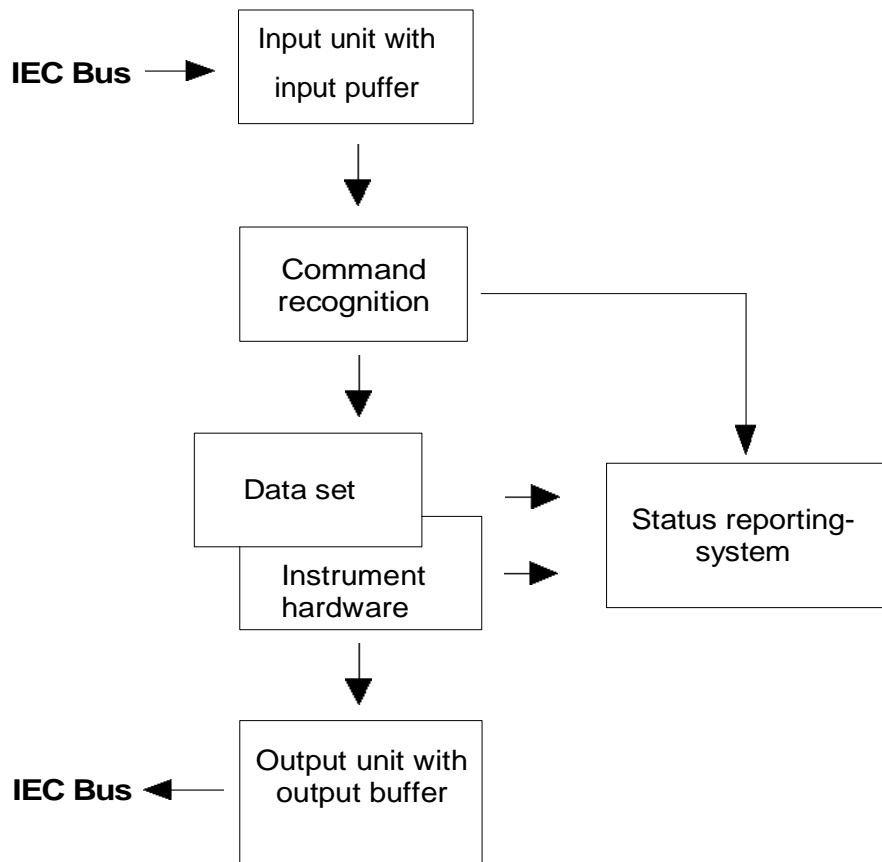 Input unit with
IEC Bus
input puffer
Command
recognition
Data set
Status reporting-
system
Instrument
hardware
Output unit with
output buffer
IEC Bus